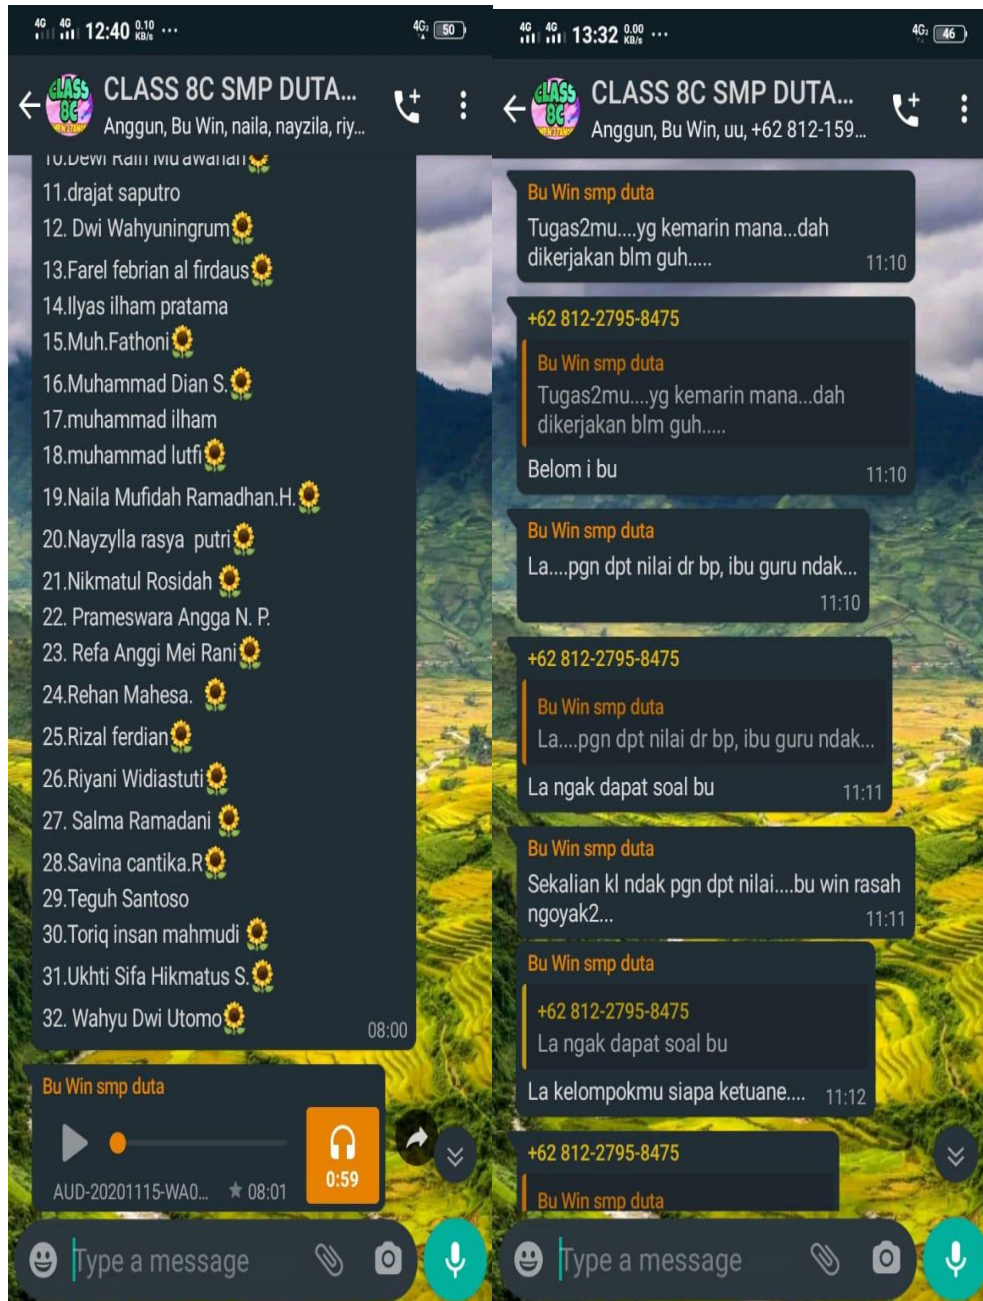 4G 4G 12:40 0.10 KB/s ... 4G2 50
CLASS 8C SMP DUTA...
Anggun, Bu Win, naila, nayzila, riy...
10.Dewi Rain Mu'awanah🌻
11.drajat saputro
12. Dwi Wahyuningrum🌻
13.Farel febrian al firdaus🌻
14.Ilyas ilham pratama
15.Muh.Fathoni🌻
16.Muhammad Dian S.🌻
17.muhammad ilham
18.muhammad lutfi🌻
19.Naila Mufidah Ramadhan.H.🌻
20.Nayzylla rasya putri🌻
21.Nikmatul Rosidah 🌻
22. Prameswara Angga N. P.
23. Refa Anggi Mei Rani🌻
24.Rehan Mahesa. 🌻
25.Rizal ferdian🌻
26.Riyani Widiastuti🌻
27. Salma Ramadani 🌻
28.Savina cantika.R🌻
29.Teguh Santoso
30.Toriq insan mahmudi 🌻
31.Ukhti Sifa Hikmatus S.🌻
32. Wahyu Dwi Utomo🌻
08:00
Bu Win smp duta
0:59
AUD-20201115-WA0... ★ 08:01
Type a message
4G 4G 13:32 0.00 KB/s ... 4G2 46
CLASS 8C SMP DUTA...
Anggun, Bu Win, uu, +62 812-159...
Bu Win smp duta
Tugas2mu....yg kemarin mana...dah
dikerjakan blm guh.....
11:10
+62 812-2795-8475
Bu Win smp duta
Tugas2mu....yg kemarin mana...dah
dikerjakan blm guh.....
Belom i bu
11:10
Bu Win smp duta
La....pgn dpt nilai dr bp, ibu guru ndak...
11:10
+62 812-2795-8475
Bu Win smp duta
La....pgn dpt nilai dr bp, ibu guru ndak...
La ngak dapat soal bu
11:11
Bu Win smp duta
Sekalian kl ndak pgn dpt nilai....bu win rasah
ngoyak2...
11:11
Bu Win smp duta
+62 812-2795-8475
La ngak dapat soal bu
La kelompokmu siapa ketuane....
11:12
+62 812-2795-8475
Bu Win smp duta
Type a message